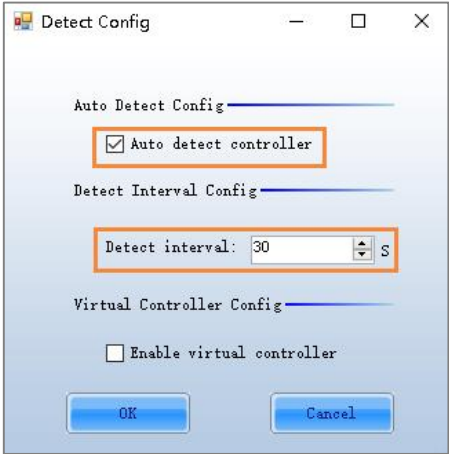 Detect Config
Auto Detect Config
Auto detect controller
Detect Interval Config
Detect interval: 30 S
Virtual Controller Config
Enable virtual controller
OK Cancel